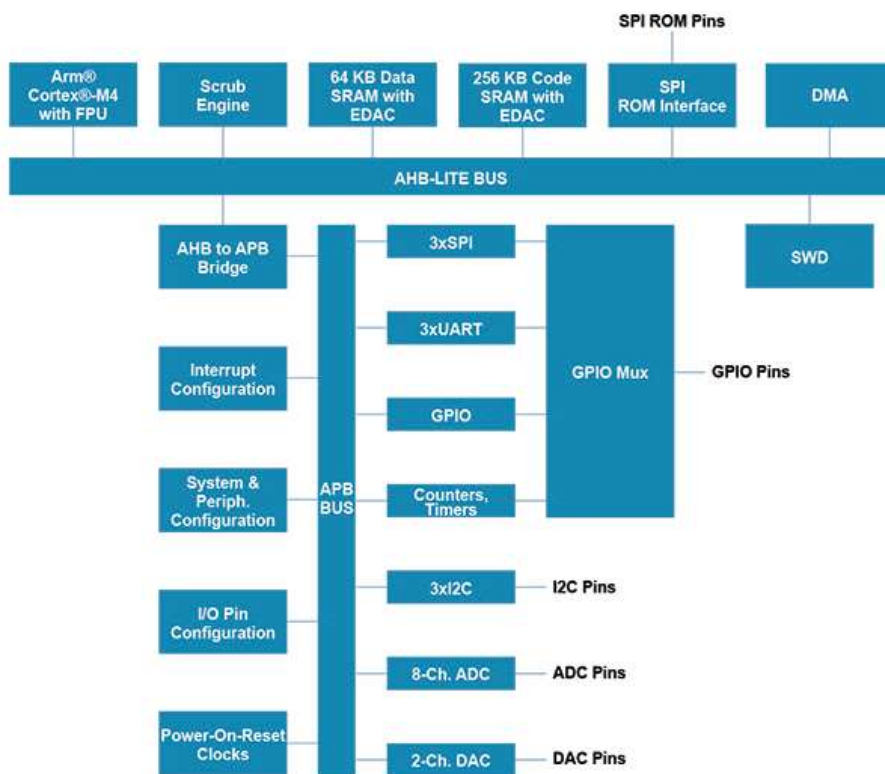 SPI ROM Pins
Arm®
Cortex®-M4
with FPU
Scrub
Engine
64 KB Data
SRAM with
EDAC
256 KB Code
SRAM with
EDAC
SPI
ROM Interface
DMA
AHB-LITE BUS
AHB to APB
Bridge
3xSPI
SWD
3xUART
Interrupt
Configuration
GPIO Mux
GPIO Pins
GPIO
System &
Periph.
Configuration
APB
BUS
Counters,
Timers
3xI2C
I2C Pins
I/O Pin
Configuration
8-Ch. ADC
ADC Pins
Power-On-Reset
Clocks
2-Ch. DAC
DAC Pins